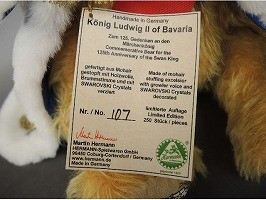 Handmade in Germany
König Ludwig II of Bavaria
Zum 125. Gedenken an den
Märchenkönig
Commemorative Bear for the
125th Anniversary of the Swan King
gefertigt aus Mohair
gestopft mit Holzwolle,
Brummstimme und mit
SWAROVSKI Crystals
verziert
Made of mohair
stuffing excelsior
with growler voice and
SWAROVSKI Crystals
decorated
Nr. / No. 107
limitierte Auflage
Limited Edition
250 Stück / pieces
Martin Hermann
HERMANN-Spielwaren GmbH
96450 Coburg-Cortendorf / Germany
www.hermann.de